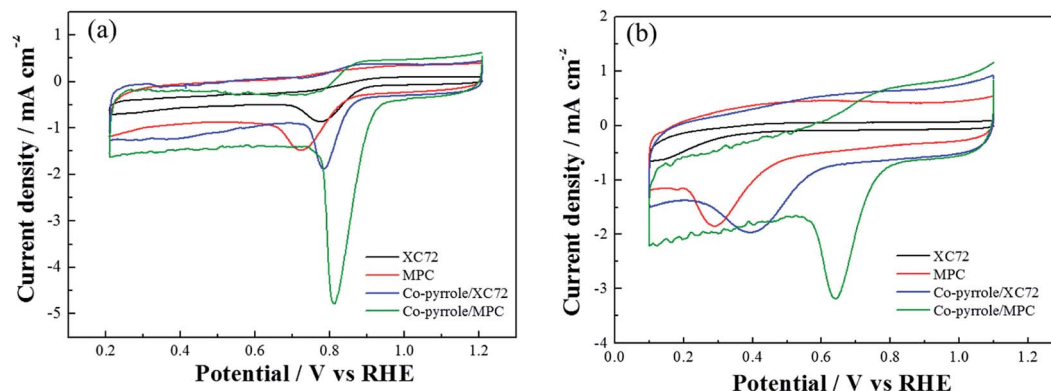 (a)
1
0
-1
-2
-3
-4
-5
Current density / mA cm-2
XC72
MPC
Co-pyrrole/XC72
Co-pyrrole/MPC
0.2 0.4 0.6 0.8 1.0 1.2
Potential / V vs RHE
(b)
2
1
0
-1
-2
-3
-4
Current density / mA cm-2
XC72
MPC
Co-pyrrole/XC72
Co-pyrrole/MPC
0.0 0.2 0.4 0.6 0.8 1.0 1.2
Potential / V vs RHE